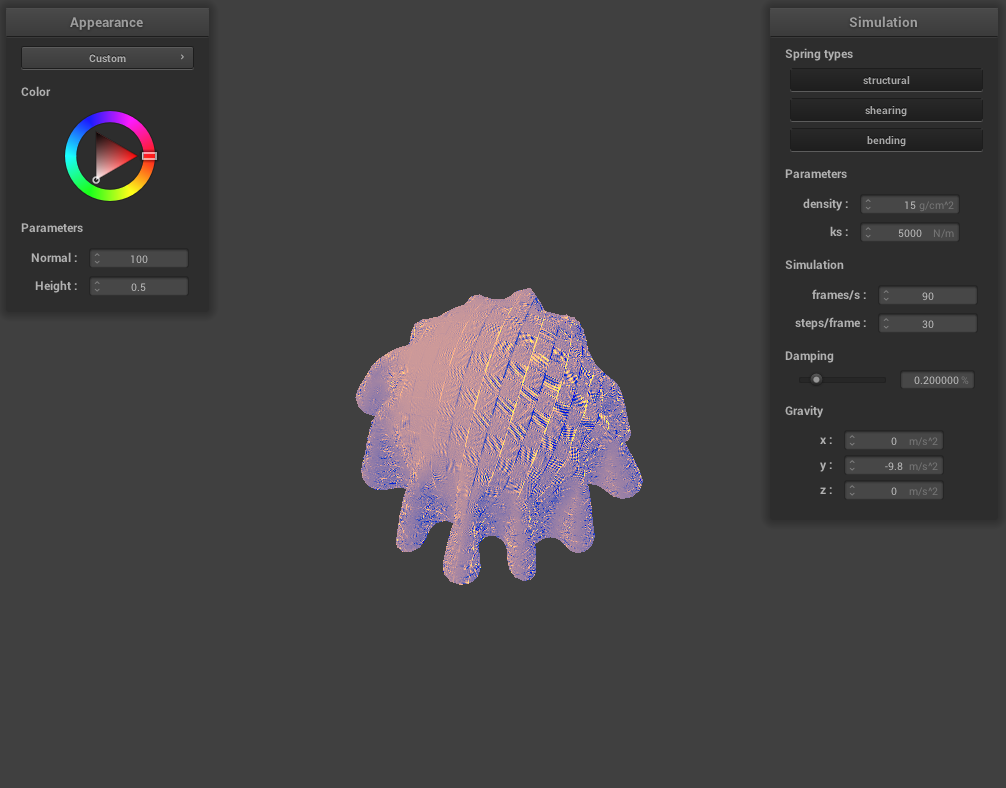 Appearance
Custom ›
Color
Parameters
Normal : 100
Height : 0.5
Simulation
Spring types
structural
shearing
bending
Parameters
density : 15 g/cm^2
ks : 5000 N/m
Simulation
frames/s : 90
steps/frame : 30
Damping
0.200000 %
Gravity
x : 0 m/s^2
y : -9.8 m/s^2
z : 0 m/s^2